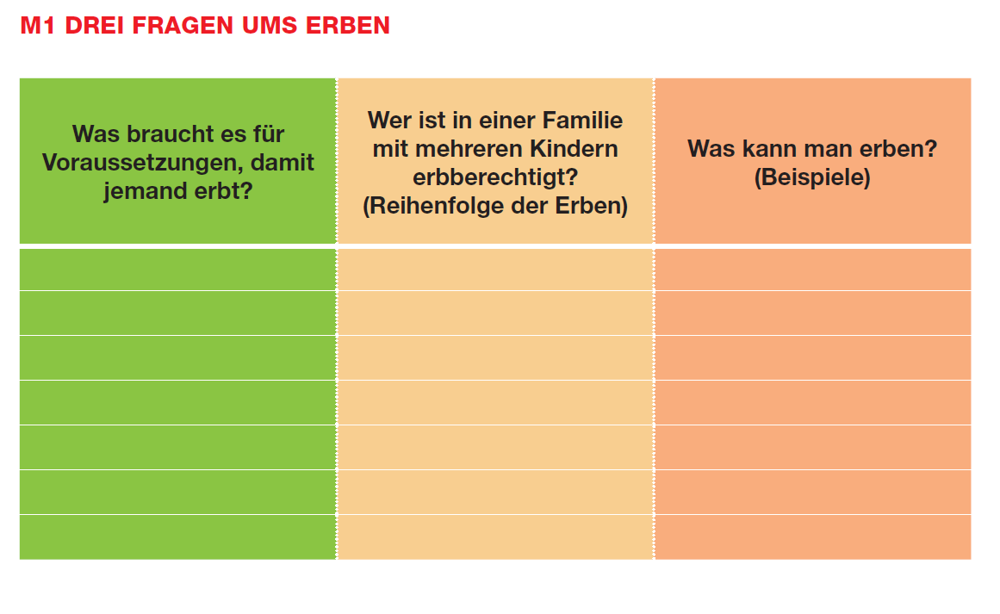 M1 DREI FRAGEN UMS ERBEN
Was braucht es für
Voraussetzungen, damit
jemand erbt?
Wer ist in einer Familie
mit mehreren Kindern
erbberechtigt?
(Reihenfolge der Erben)
Was kann man erben?
(Beispiele)